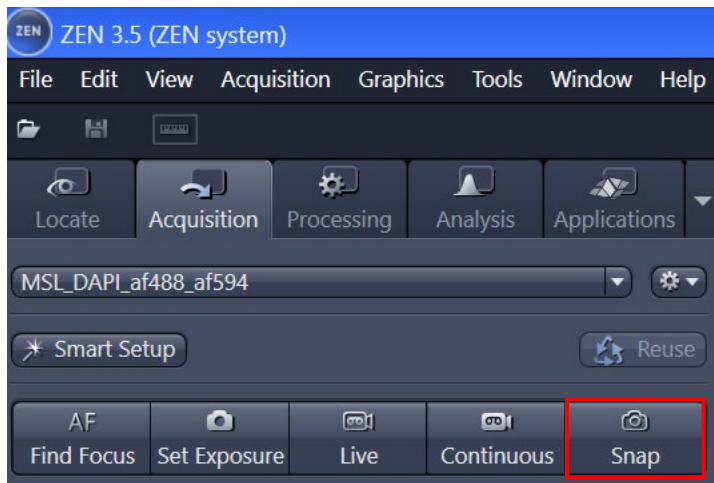 ZEN ZEN 3.5 (ZEN system)
File Edit View Acquisition Graphics Tools Window Help
Locate Acquisition Processing Analysis Applications
MSL_DAPI_af488_af594
Smart Setup Reuse
AF
Find Focus Set Exposure Live Continuous Snap